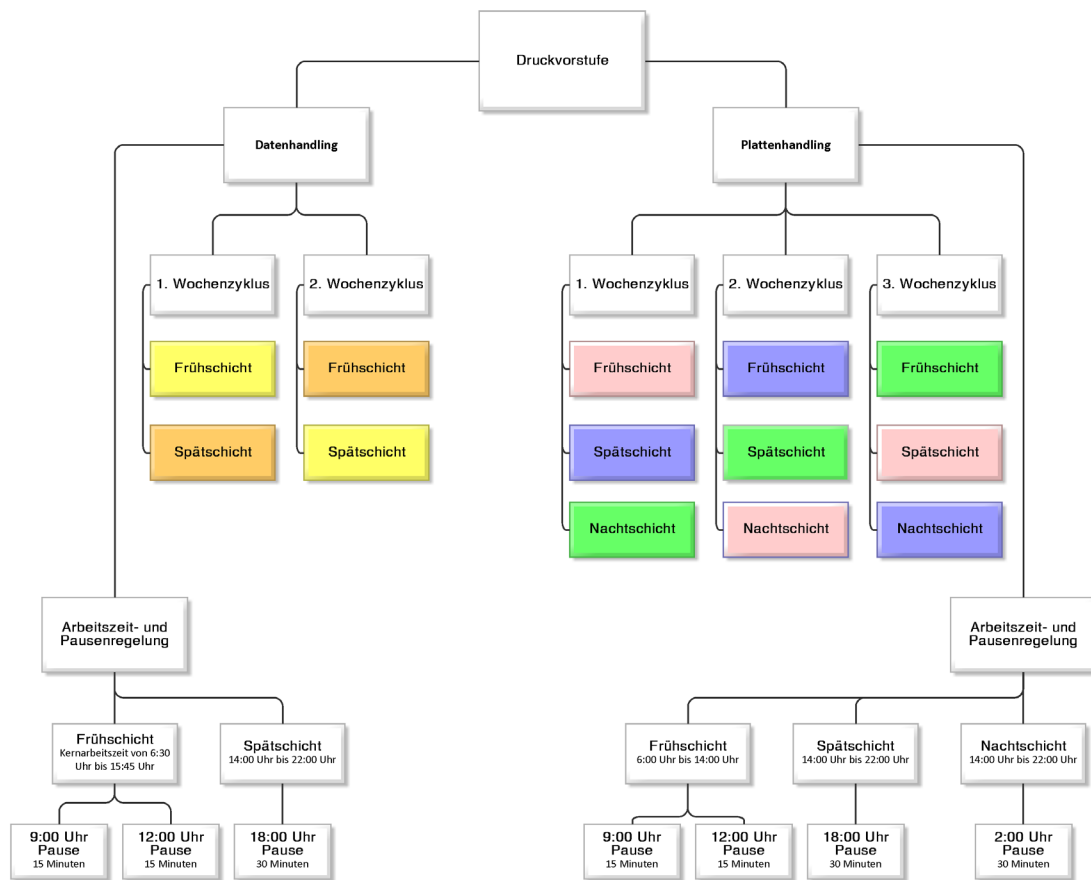 Druckvorstufe
Datenhandling
Plattenhandling
1. Wochenzyklus
2. Wochenzyklus
1. Wochenzyklus
2. Wochenzyklus
3. Wochenzyklus
Frühschicht
Frühschicht
Frühschicht
Frühschicht
Frühschicht
Spätschicht
Spätschicht
Spätschicht
Spätschicht
Spätschicht
Nachtschicht
Nachtschicht
Nachtschicht
Arbeitszeit- und
Pausenregelung
Arbeitszeit- und
Pausenregelung
Frühschicht
Kernarbeitszeit von 6:30
Uhr bis 15:45 Uhr
Spätschicht
14:00 Uhr bis 22:00 Uhr
Frühschicht
6:00 Uhr bis 14:00 Uhr
Spätschicht
14:00 Uhr bis 22:00 Uhr
Nachtschicht
14:00 Uhr bis 22:00 Uhr
9:00 Uhr
Pause
15 Minuten
12:00 Uhr
Pause
15 Minuten
18:00 Uhr
Pause
30 Minuten
9:00 Uhr
Pause
15 Minuten
12:00 Uhr
Pause
15 Minuten
18:00 Uhr
Pause
30 Minuten
2:00 Uhr
Pause
30 Minuten